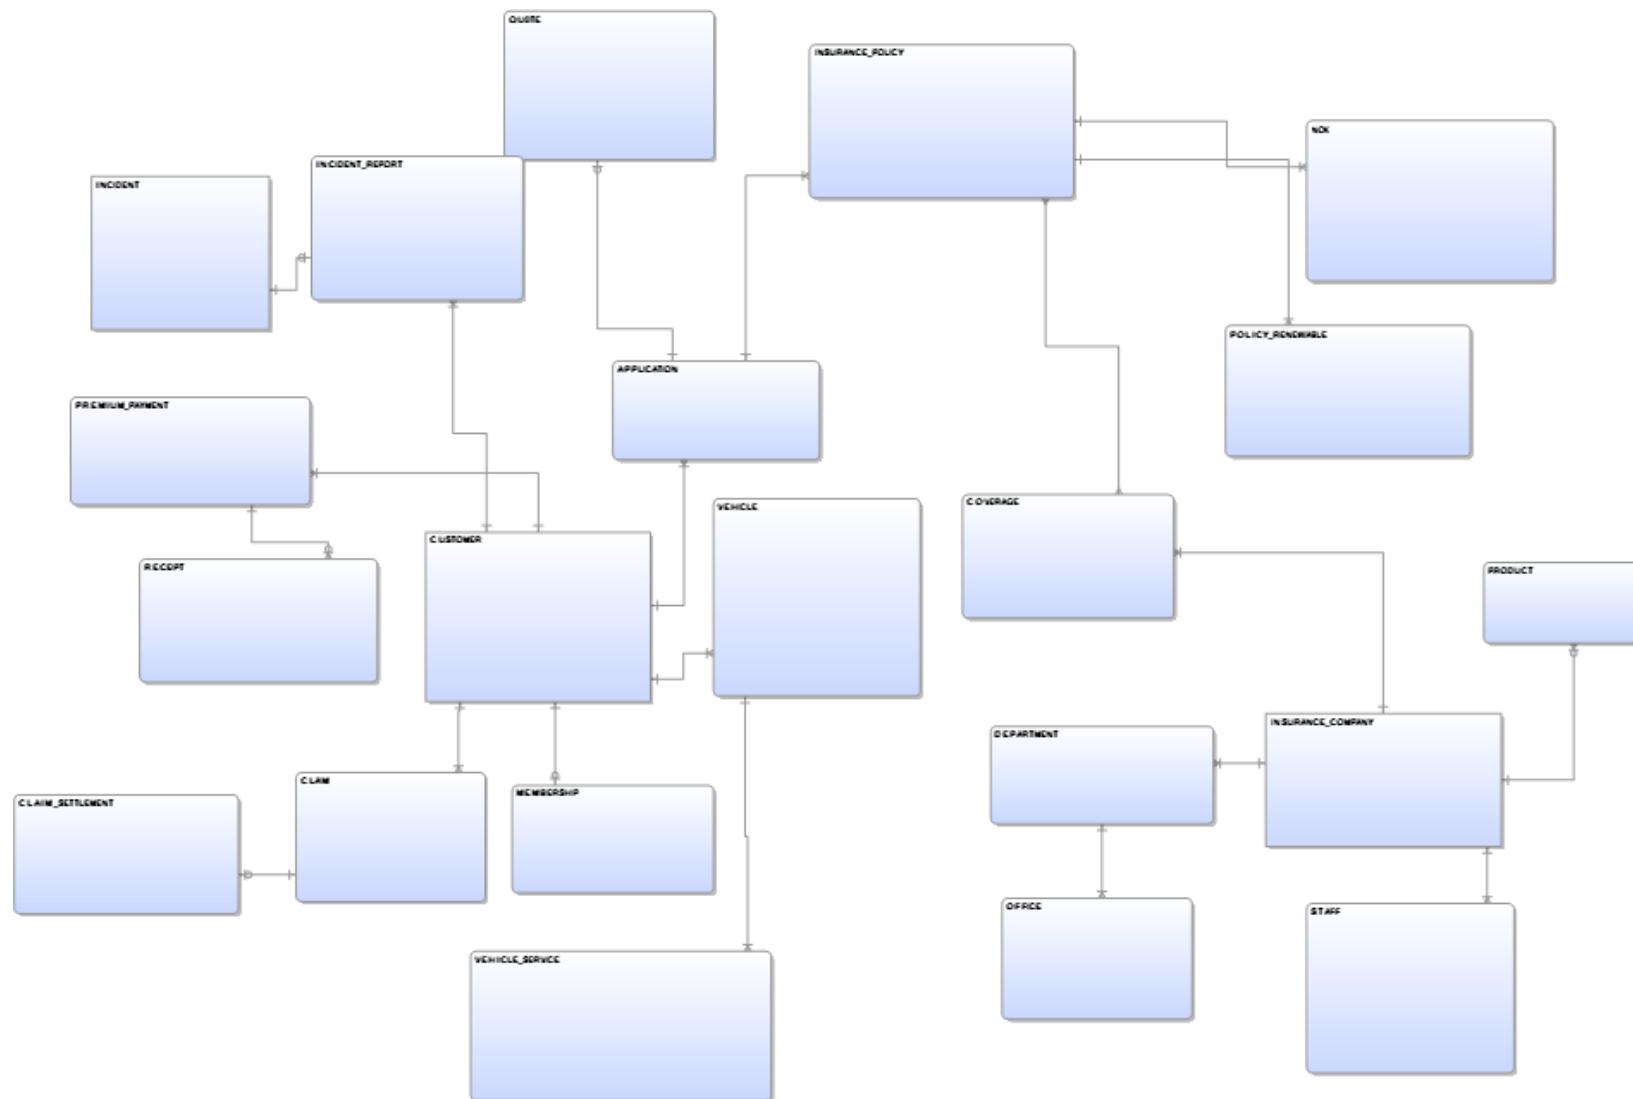 QUOTE
INSURANCE_POLICY
NOK
INCIDENT_REPORT
INCIDENT
POLICY_RENEWABLE
APPLICATION
PREMIUM_PAYMENT
COVERAGE
VEHICLE
CUSTOMER
RECEIPT
PRODUCT
INSURANCE_COMPANY
DEPARTMENT
CLAIM
MEMBERSHIP
CLAIM_SETTLEMENT
OFFICE
STAFF
VEHICLE_SERVICE